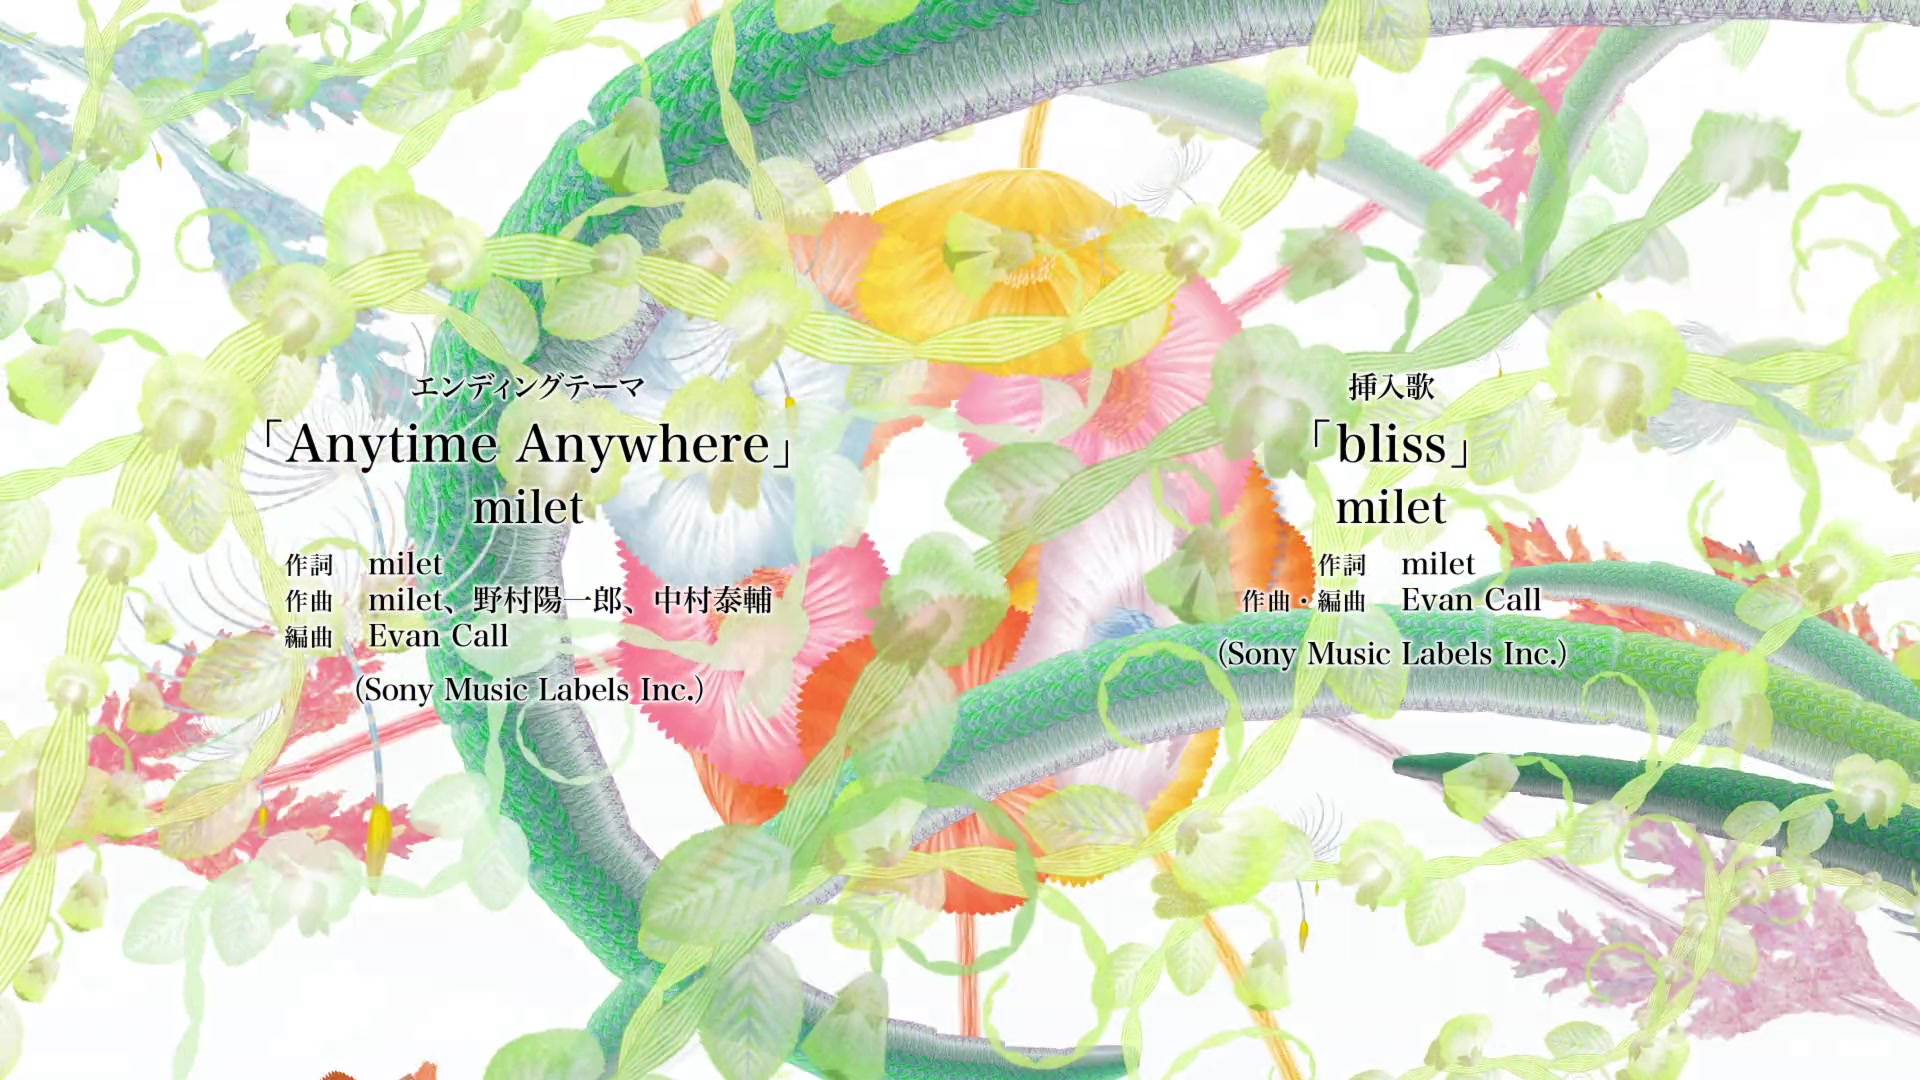 エンディングテーマ
「Anytime Anywhere」
milet
作詞 milet
作曲 milet、野村陽一郎、中村泰輔
編曲 Evan Call
(Sony Music Labels Inc.)
挿入歌
「bliss」
milet
作詞 milet
作曲・編曲 Evan Call
(Sony Music Labels Inc.)